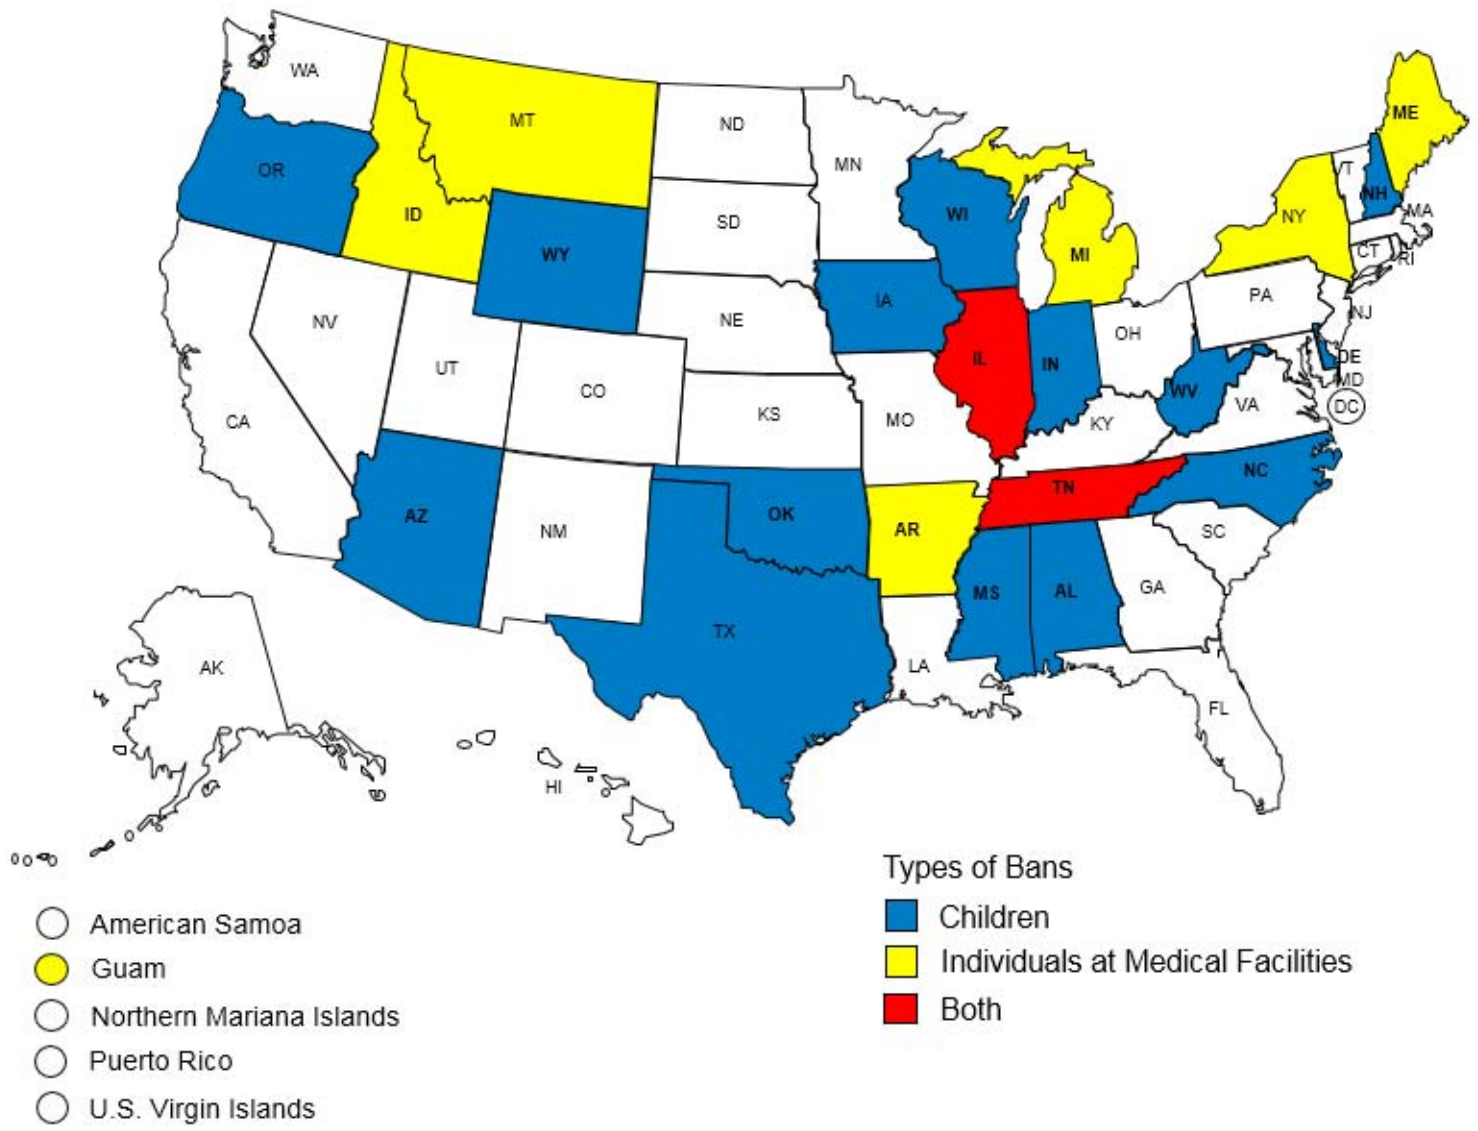 WA
MT
ND
MN
ME
OR
ID
SD
WI
VT
NH
NY
MA
WY
MI
CT
RI
IA
PA
NV
NE
OH
NJ
UT
CO
IL
IN
DE
MD
CA
KS
MO
KY
WV
VA
DC
AZ
NM
OK
AR
TN
NC
SC
MS
AL
GA
TX
LA
AK
FL
HI
Types of Bans
Children
Individuals at Medical Facilities
Both
American Samoa
Guam
Northern Mariana Islands
Puerto Rico
U.S. Virgin Islands